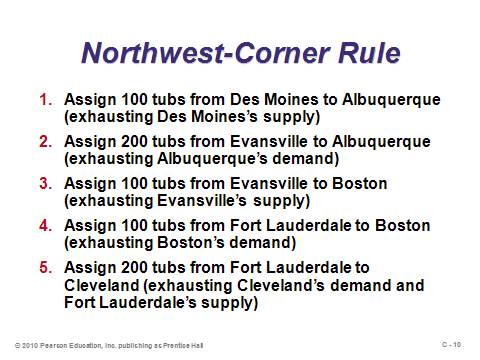 Northwest-Corner Rule
1. Assign 100 tubs from Des Moines to Albuquerque
(exhausting Des Moines's supply)
2. Assign 200 tubs from Evansville to Albuquerque
(exhausting Albuquerque's demand)
3. Assign 100 tubs from Evansville to Boston
(exhausting Evansville's supply)
4. Assign 100 tubs from Fort Lauderdale to Boston
(exhausting Boston's demand)
5. Assign 200 tubs from Fort Lauderdale to
Cleveland (exhausting Cleveland's demand and
Fort Lauderdale's supply)
© 2010 Pearson Education, Inc. publishing as Prentice Hall
C - 10